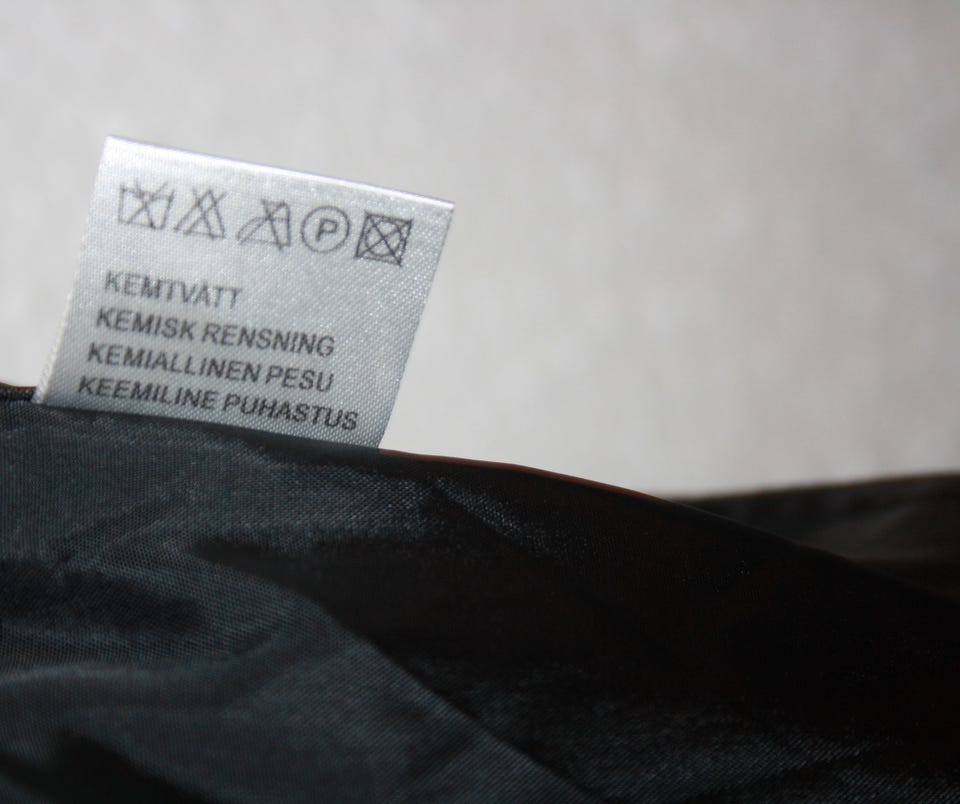 P
KEMTVÄTT
KEMISK RENSNING
KEMIALLINEN PESU
KEEMILINE PUHASTUS